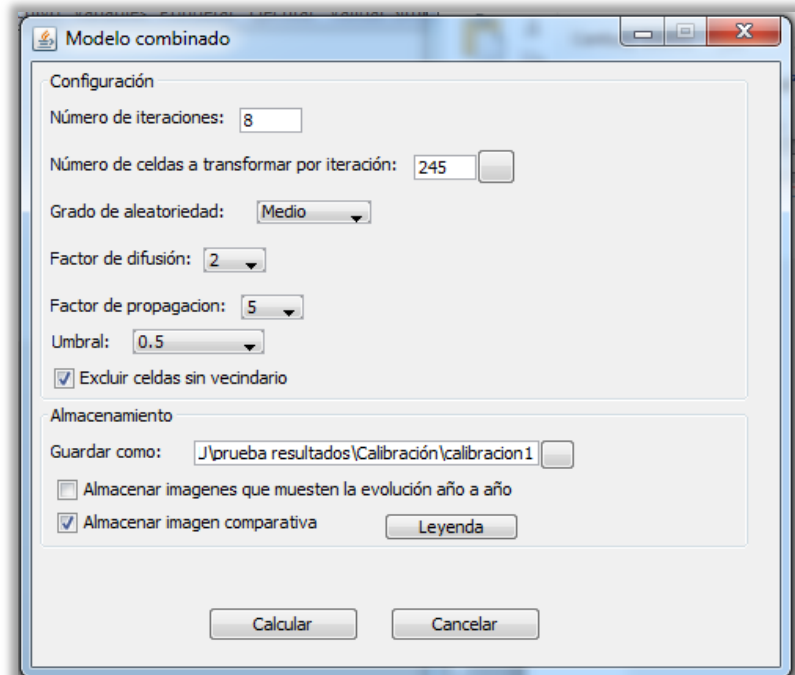 Modelo combinado
Configuración
Número de iteraciones: 8
Número de celdas a transformar por iteración: 245
Grado de aleatoriedad: Medio
Factor de difusión: 2
Factor de propagacion: 5
Umbral: 0.5
Excluir celdas sin vecindario
Almacenamiento
Guardar como: J\prueba resultados\Calibración\calibracion1
Almacenar imagenes que muesten la evolución año a año
Almacenar imagen comparativa Leyenda
Calcular Cancelar